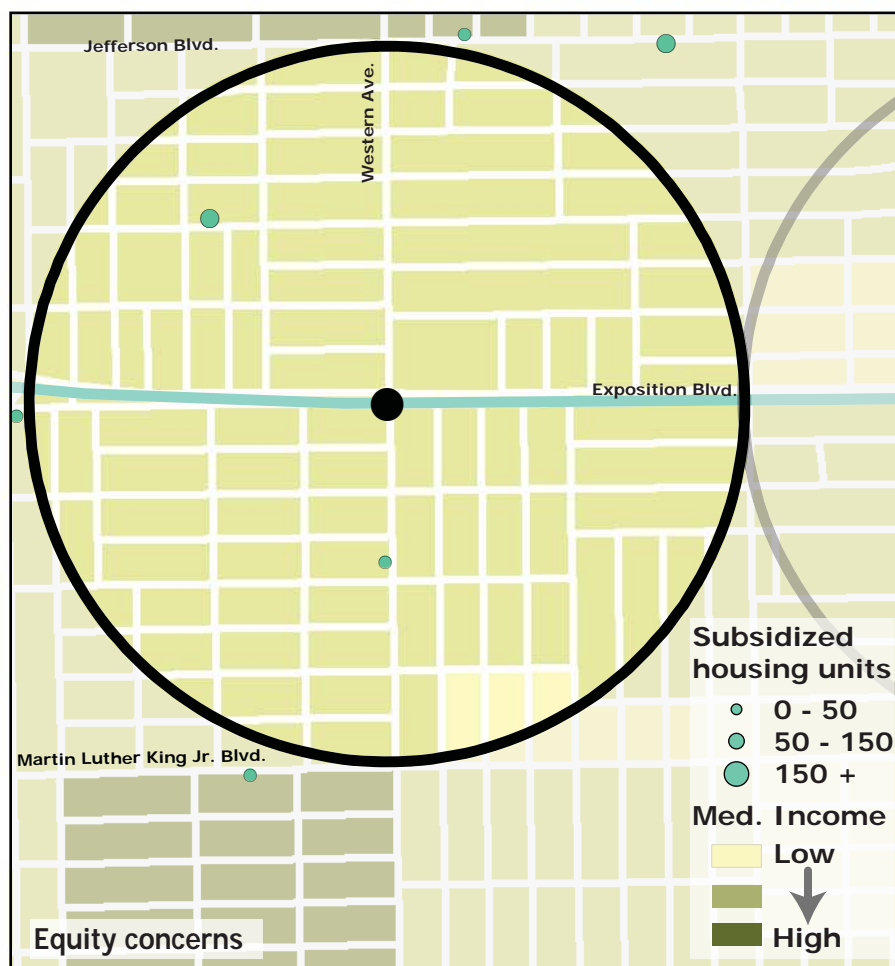 Jefferson Blvd.
Western Ave.
Exposition Blvd.
Martin Luther King Jr. Blvd.
Subsidized
housing units
0 - 50
50 - 150
150 +
Med. Income
Low
High
Equity concerns